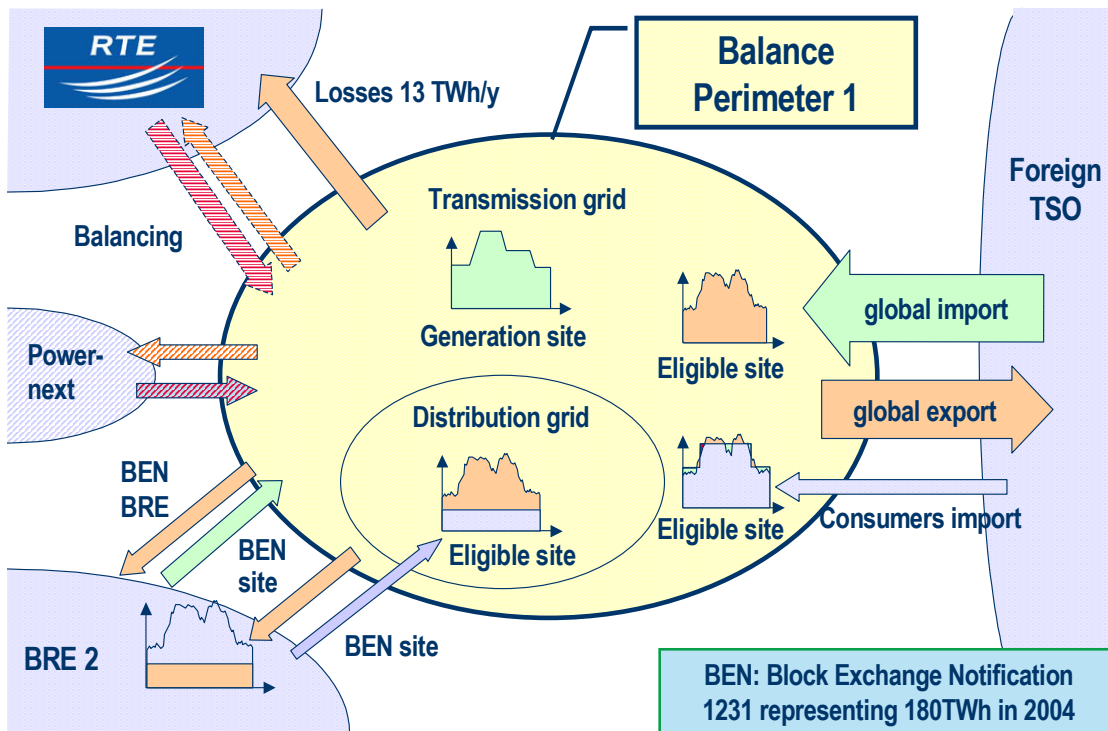 RTE
Losses 13 TWh/y
Balance
Perimeter 1
Foreign
TSO
Transmission grid
Balancing
Generation site
Eligible site
global import
Power-
next
global export
Distribution grid
Eligible site
BEN
BRE
Eligible site
Consumers import
BEN
site
BEN site
BRE 2
BEN: Block Exchange Notification
1231 representing 180TWh in 2004